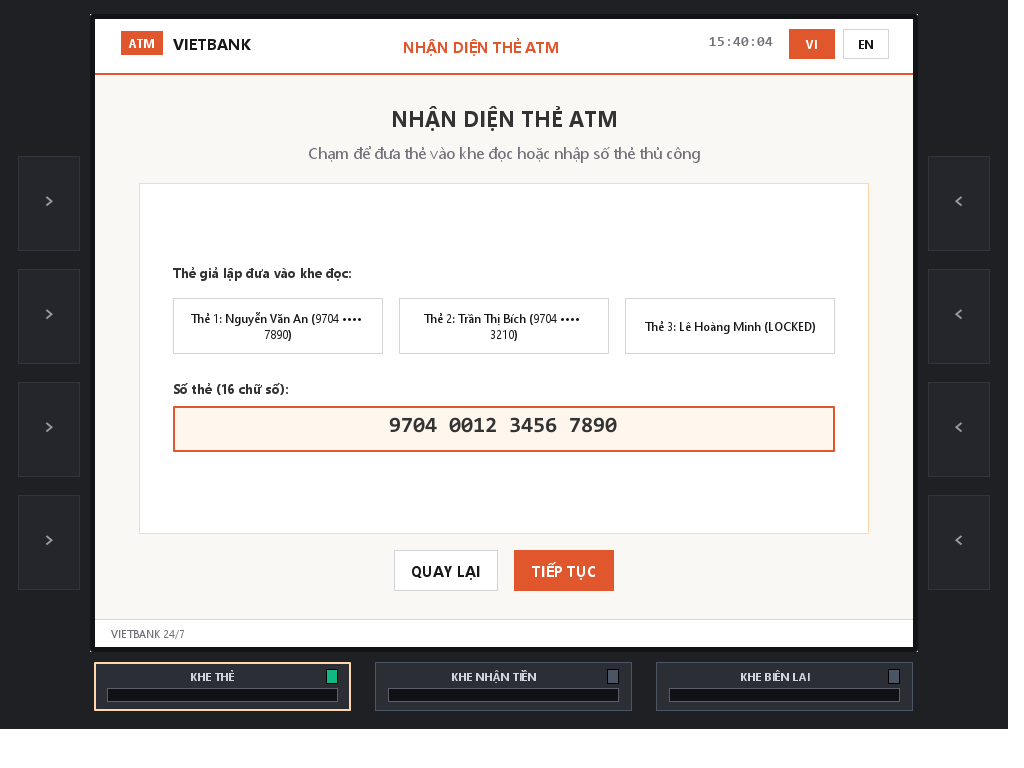 ATM VIETBANK NHẬN DIỆN THẺ ATM 15:40:04 VI EN
NHẬN DIỆN THẺ ATM
Chạm để đưa thẻ vào khe đọc hoặc nhập số thẻ thủ công
Thẻ giả lập đưa vào khe đọc:
Thẻ 1: Nguyễn Văn An (9704 ••••
7890)
Thẻ 2: Trần Thị Bích (9704 ••••
3210)
Thẻ 3: Lê Hoàng Minh (LOCKED)
Số thẻ (16 chữ số):
9704 0012 3456 7890
QUAY LẠI TIẾP TỤC
VIETBANK 24/7
KHE THẺ KHE NHẬN TIỀN KHE BIÊN LAI